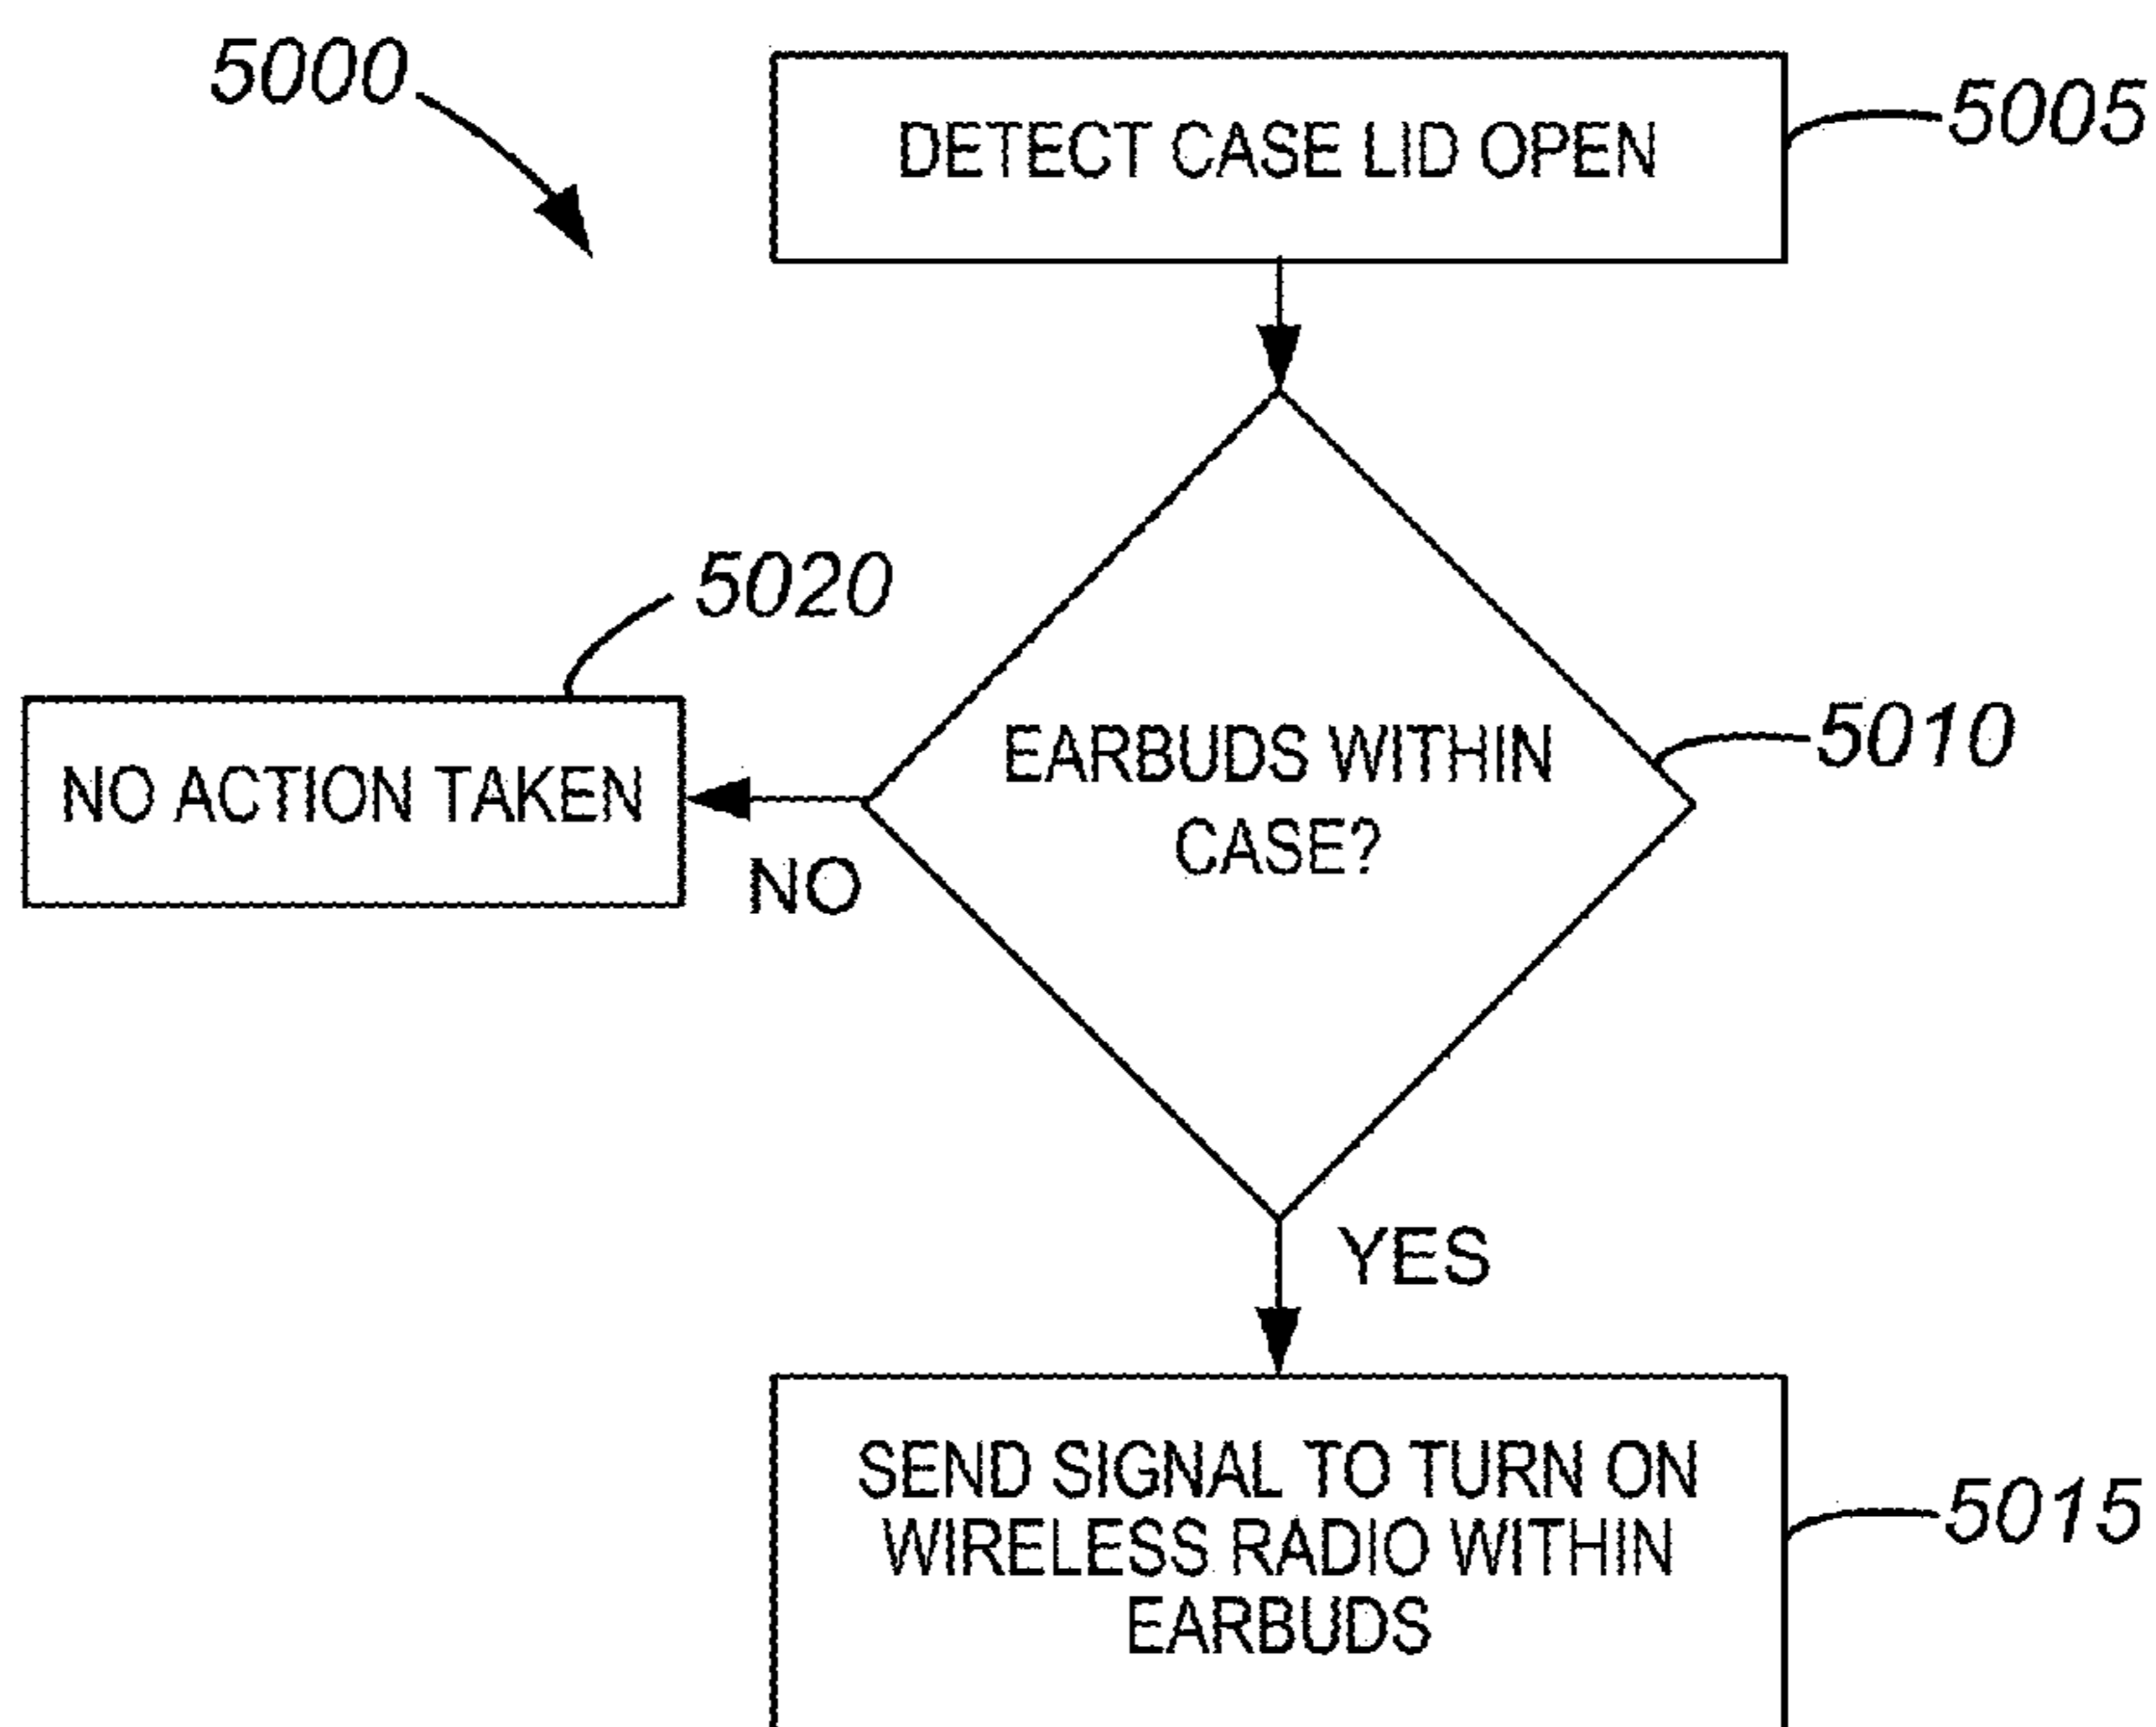 5000
DETECT CASE LID OPEN
5005
5020
NO ACTION TAKEN
NO
EARBUDS WITHIN
CASE?
5010
YES
SEND SIGNAL TO TURN ON
WIRELESS RADIO WITHIN
EARBUDS
5015